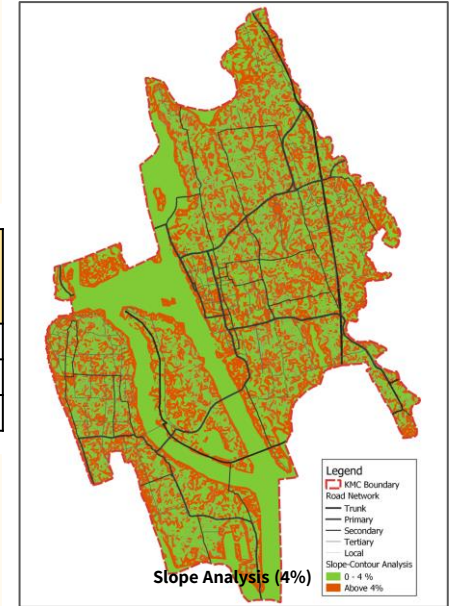 Legend
KMC Boundary
Road Network
Trunk
Primary
Secondary
Tertiary
Local
Slope-Contour Analysis
0 - 4 %
Above 4%
Slope Analysis (4%)